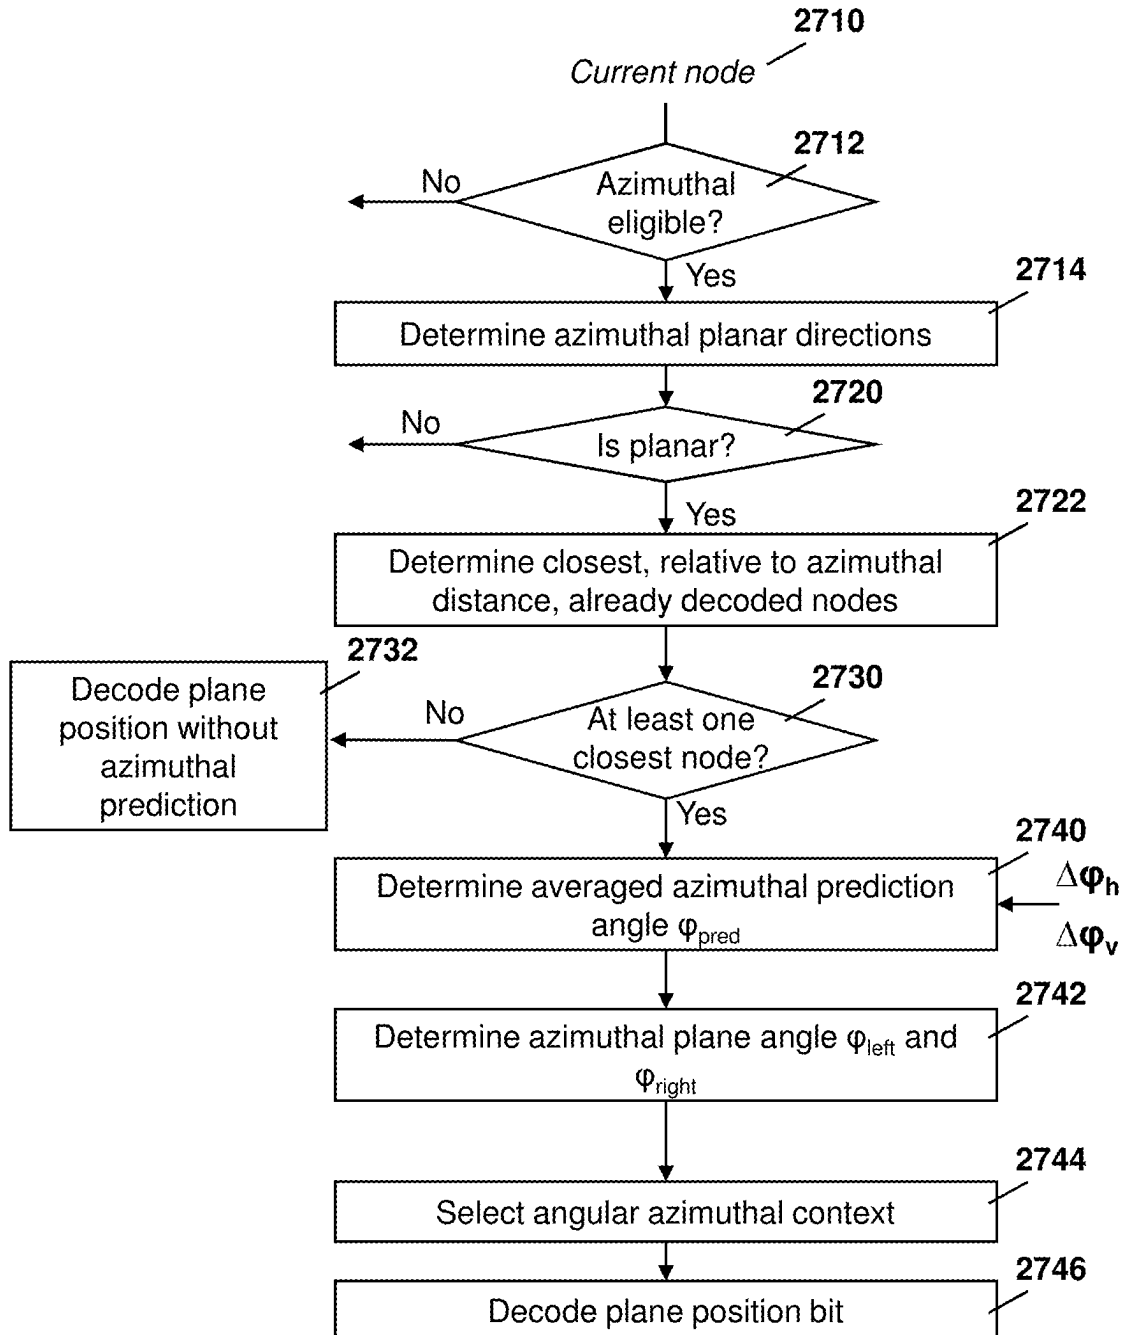 2710
Current node
2712
No
Azimuthal
eligible?
Yes
2714
Determine azimuthal planar directions
2720
No
Is planar?
Yes
2722
Determine closest, relative to azimuthal
distance, already decoded nodes
2732
Decode plane
position without
azimuthal
prediction
2730
No
At least one
closest node?
Yes
2740
Determine averaged azimuthal prediction
angle φpred
Δφh
Δφv
2742
Determine azimuthal plane angle φleft and
φright
2744
Select angular azimuthal context
2746
Decode plane position bit